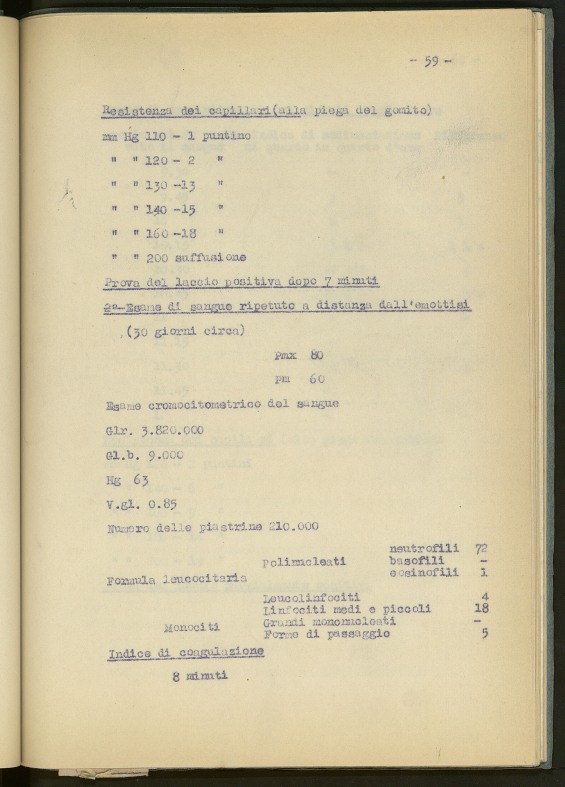 - 59 -
Resistenza dei capillari(alla piega del gomito)
mm Hg 110 - 1 puntino
" " 120 - 2 "
" " 130 -13 "
" " 140 -15 "
" " 160 -18 "
" " 200 suffusione
Prova del laccio positiva dopo 7 minuti
2ª-Esame di sangue ripetuto a distanza dall'emottisi
(30 giorni circa)
Pmx 80
pm 60
Esame cromocitometrico del sangue
Glr. 3.820.000
Gl.b. 9.000
Hg 63
V.gl. 0.85
Numero delle piastrine 210.000
neutrofili 72
Polinucleati basofili -
Formula leucocitaria eosinofili 1
Leucolinfociti 4
Linfociti medi e piccoli 18
Monociti Grandi mononucleati -
Forme di passaggio 5
Indice di coagulazione
8 minuti